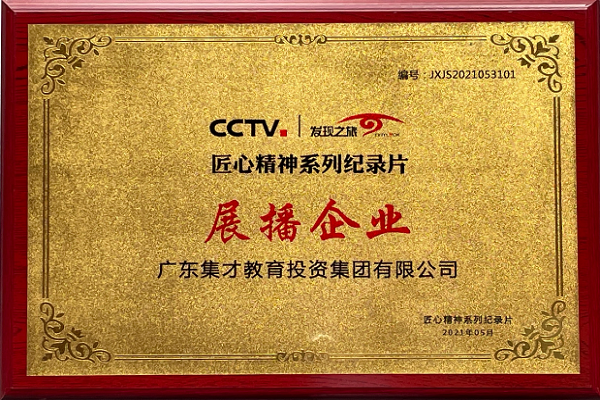 编号：JXJS2021053101
CCTV. 发现之旅
匠心精神系列纪录片
展播企业
广东集才教育投资集团有限公司
匠心精神系列纪录片
2021年05月